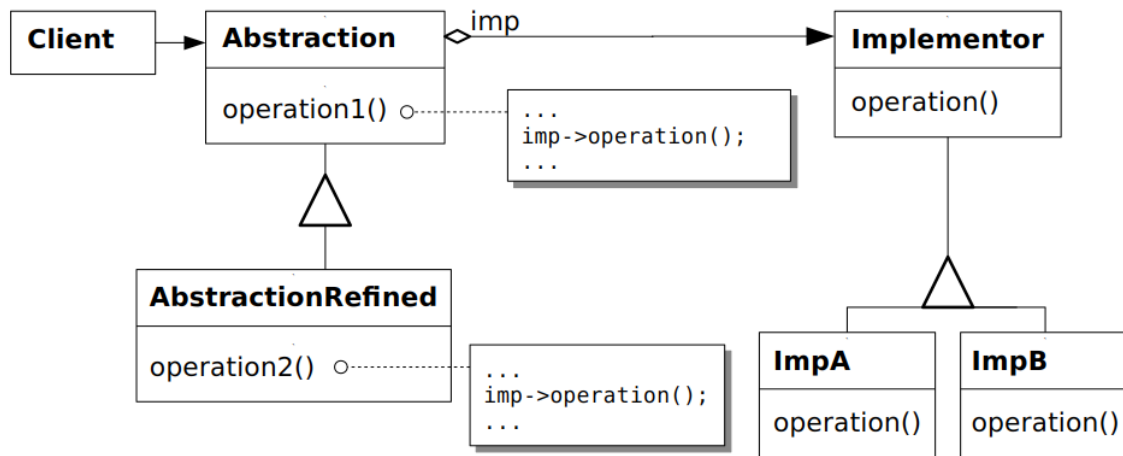 Client
Abstraction
imp
Implementor
operation1()
operation()
...
imp->operation();
...
AbstractionRefined
operation2()
...
imp->operation();
...
ImpA
ImpB
operation()
operation()